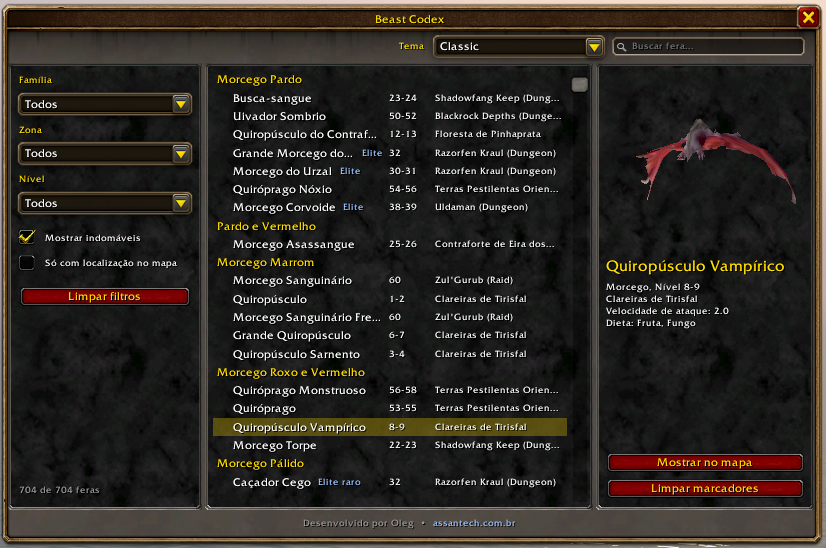 Beast Codex
Tema Classic Buscar fera...
Família
Todos
Zona
Todos
Nível
Todos
Mostrar indomáveis
Só com localização no mapa
Limpar filtros
704 de 704 feras
Morcego Pardo
Busca-sangue 23-24 Shadowfang Keep (Dung...
Uivador Sombrio 50-52 Blackrock Depths (Dunge...
Quiropúsculo do Contraf... 12-13 Floresta de Pinhaprata
Grande Morcego do... Elite 32 Razorfen Kraul (Dungeon)
Morcego do Urzal Elite 30-31 Razorfen Kraul (Dungeon)
Quiróprago Nóxio 54-56 Terras Pestilentas Orien...
Morcego Corvoide Elite 38-39 Uldaman (Dungeon)
Pardo e Vermelho
Morcego Asassangue 25-26 Contraforte de Eira dos...
Morcego Marrom
Morcego Sanguinário 60 Zul'Gurub (Raid)
Quiropúsculo 1-2 Clareiras de Tirisfal
Morcego Sanguinário Fre... 60 Zul'Gurub (Raid)
Grande Quiropúsculo 6-7 Clareiras de Tirisfal
Quiropúsculo Sarnento 3-4 Clareiras de Tirisfal
Morcego Roxo e Vermelho
Quiróprago Monstruoso 56-58 Terras Pestilentas Orien...
Quiróprago 53-55 Terras Pestilentas Orien...
Quiropúsculo Vampírico 8-9 Clareiras de Tirisfal
Morcego Torpe 22-23 Shadowfang Keep (Dung...
Morcego Pálido
Caçador Cego Elite raro 32 Razorfen Kraul (Dungeon)
Quiropúsculo Vampírico
Morcego, Nível 8-9
Clareiras de Tirisfal
Velocidade de ataque: 2.0
Dieta: Fruta, Fungo
Mostrar no mapa
Limpar marcadores
Desenvolvido por Oleg • assantech.com.br